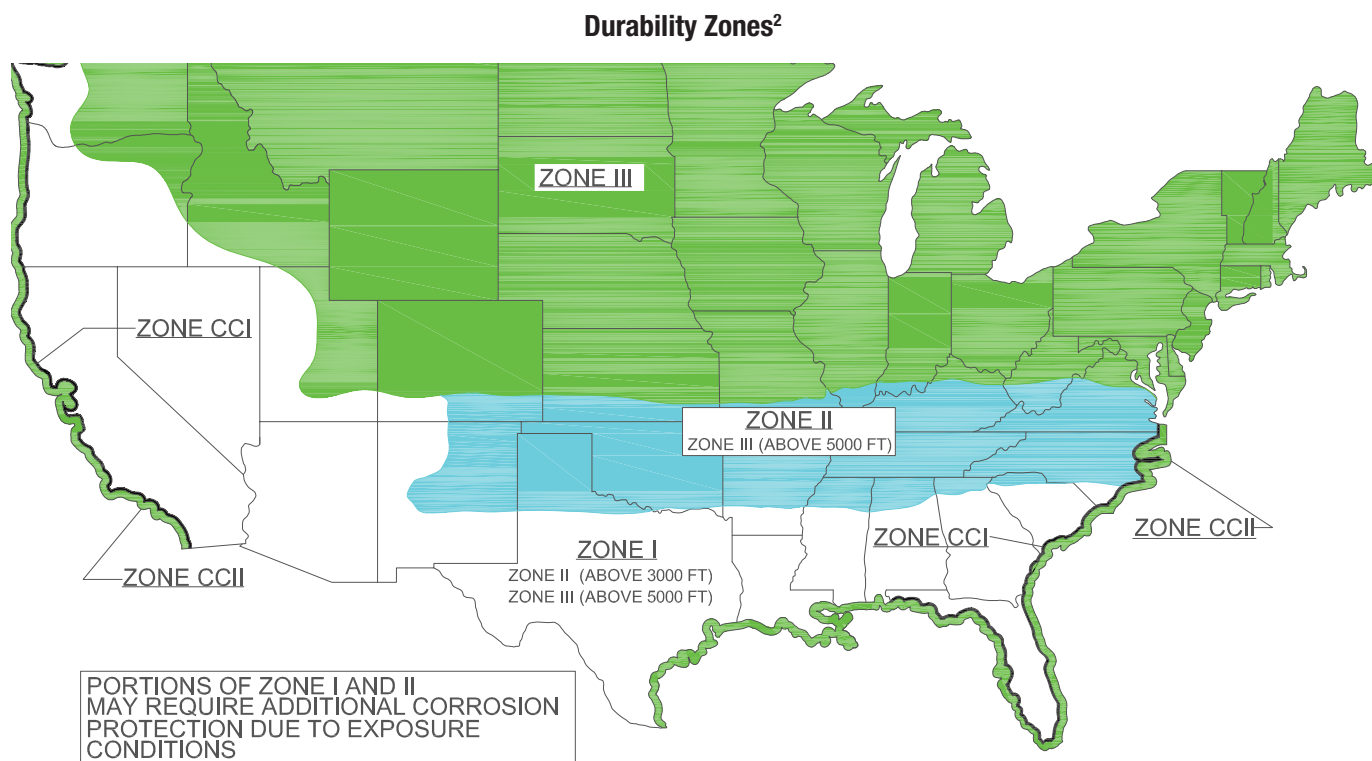 Durability Zones²
ZONE III
ZONE CCI
ZONE II
ZONE III (ABOVE 5000 FT)
ZONE CCI
ZONE CCII
ZONE I
ZONE II (ABOVE 3000 FT)
ZONE III (ABOVE 5000 FT)
ZONE CCII
PORTIONS OF ZONE I AND II
MAY REQUIRE ADDITIONAL CORROSION
PROTECTION DUE TO EXPOSURE
CONDITIONS